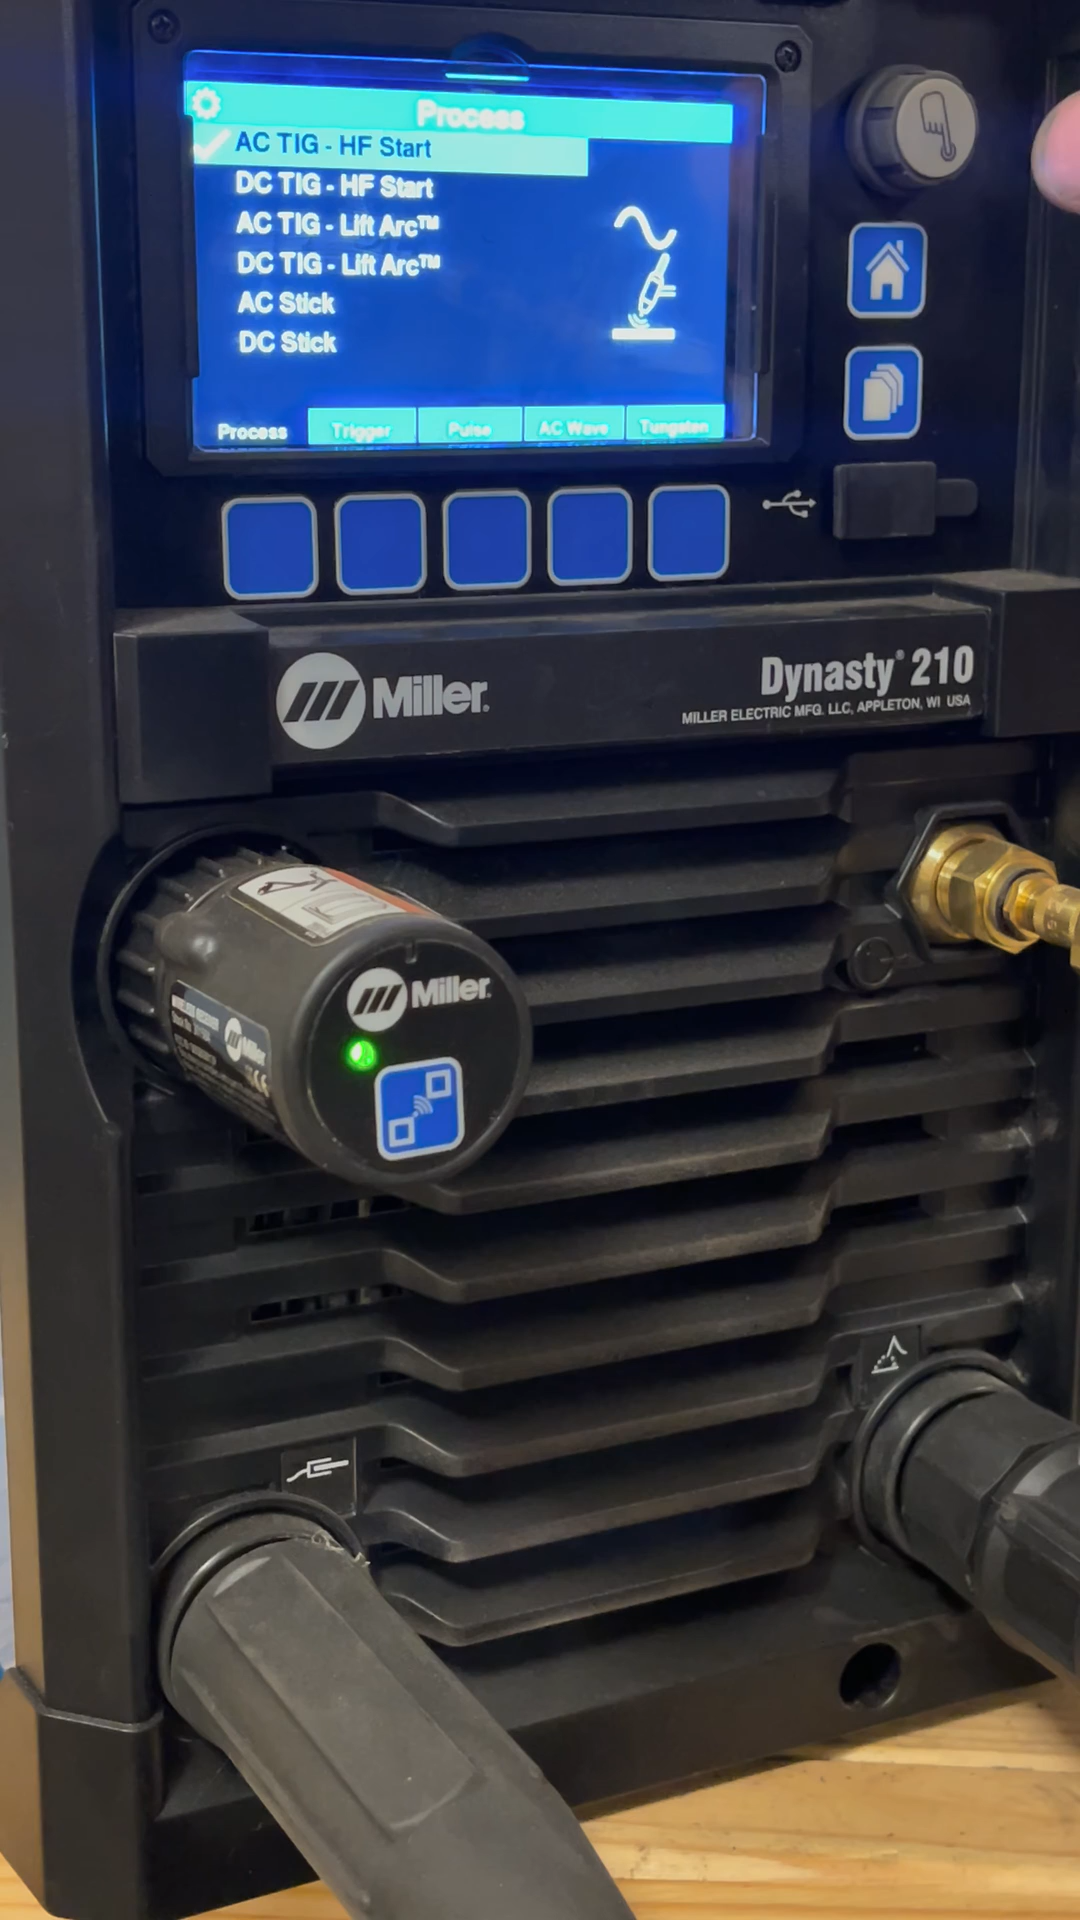 Process
AC TIG - HF Start
DC TIG - HF Start
AC TIG - Lift Arc™
DC TIG - Lift Arc™
AC Stick
DC Stick
Process Trigger Pulse AC Wave Tungsten
Miller®
Dynasty® 210
MILLER ELECTRIC MFG. LLC, APPLETON, WI USA
Miller®
Miller